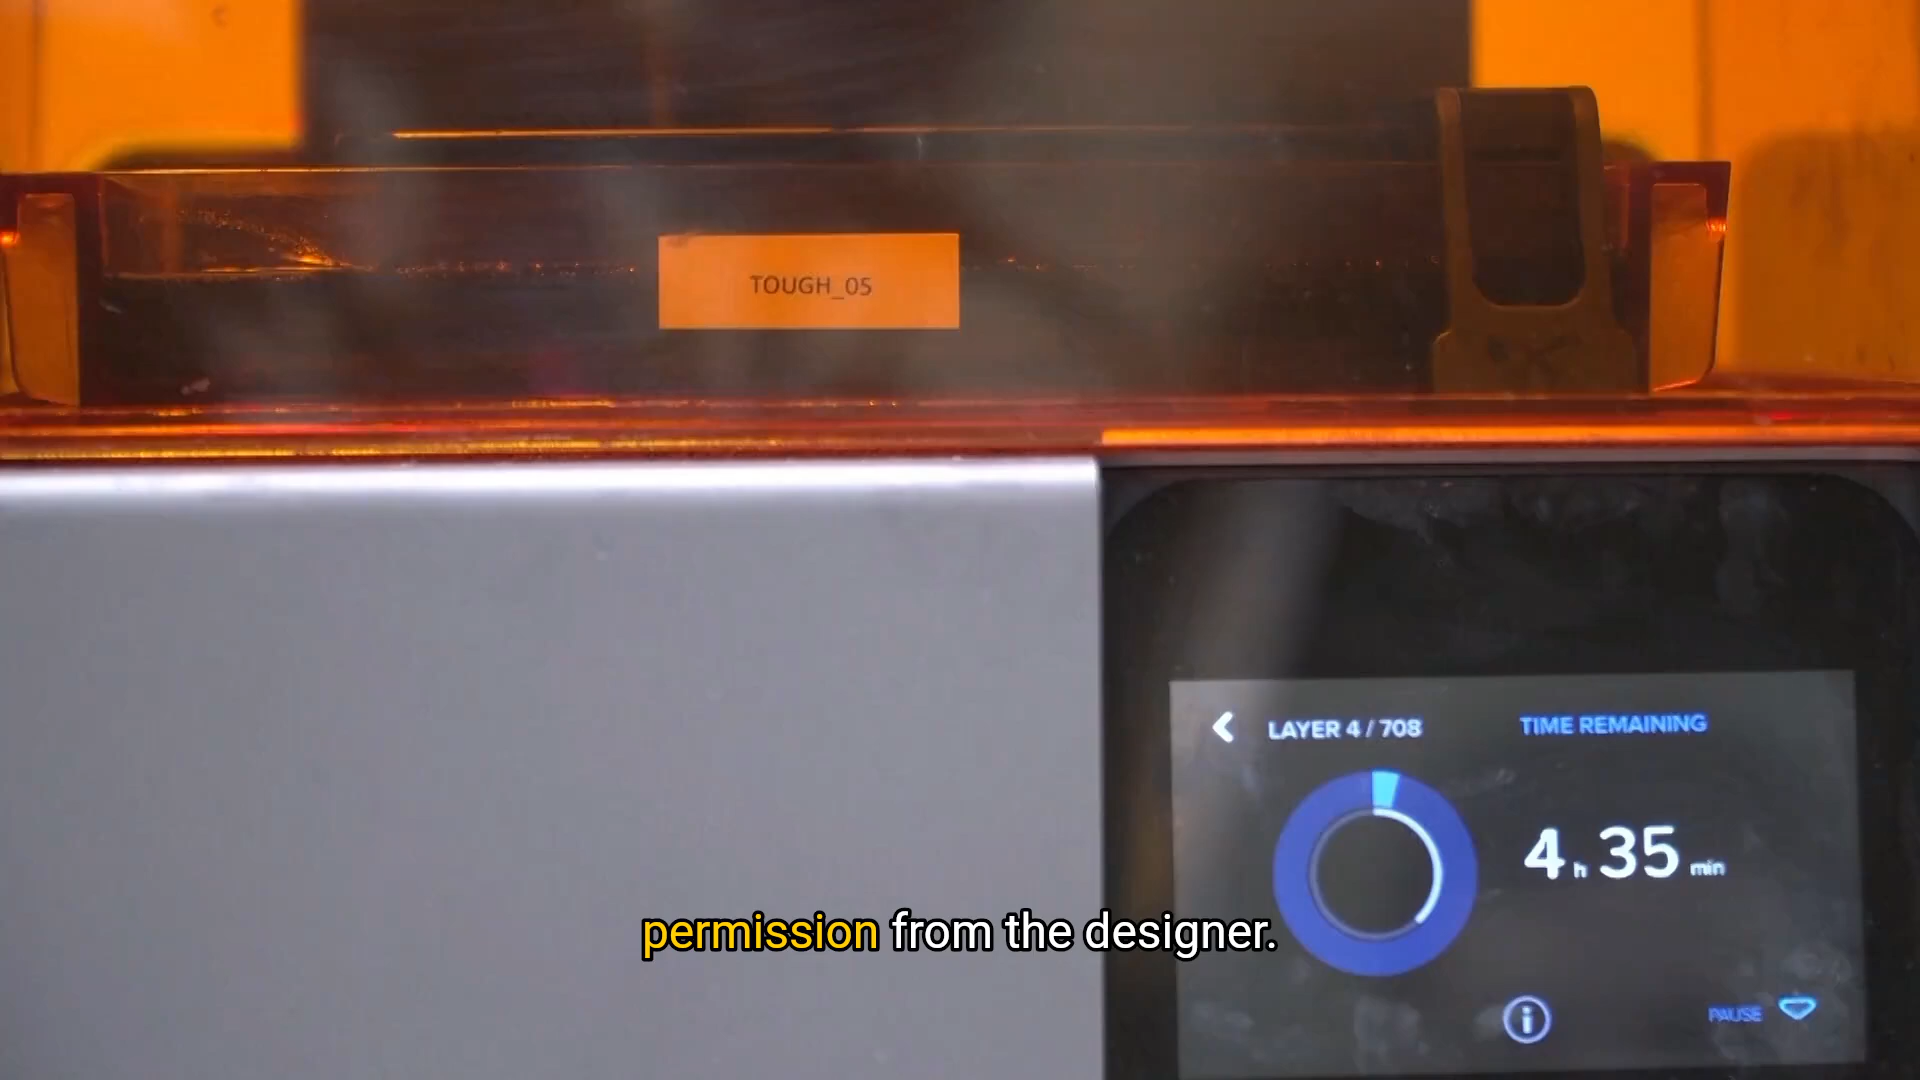 TOUGH_05
LAYER 4 / 708
TIME REMAINING
4 h 35 min
permission from the designer.
PAUSE